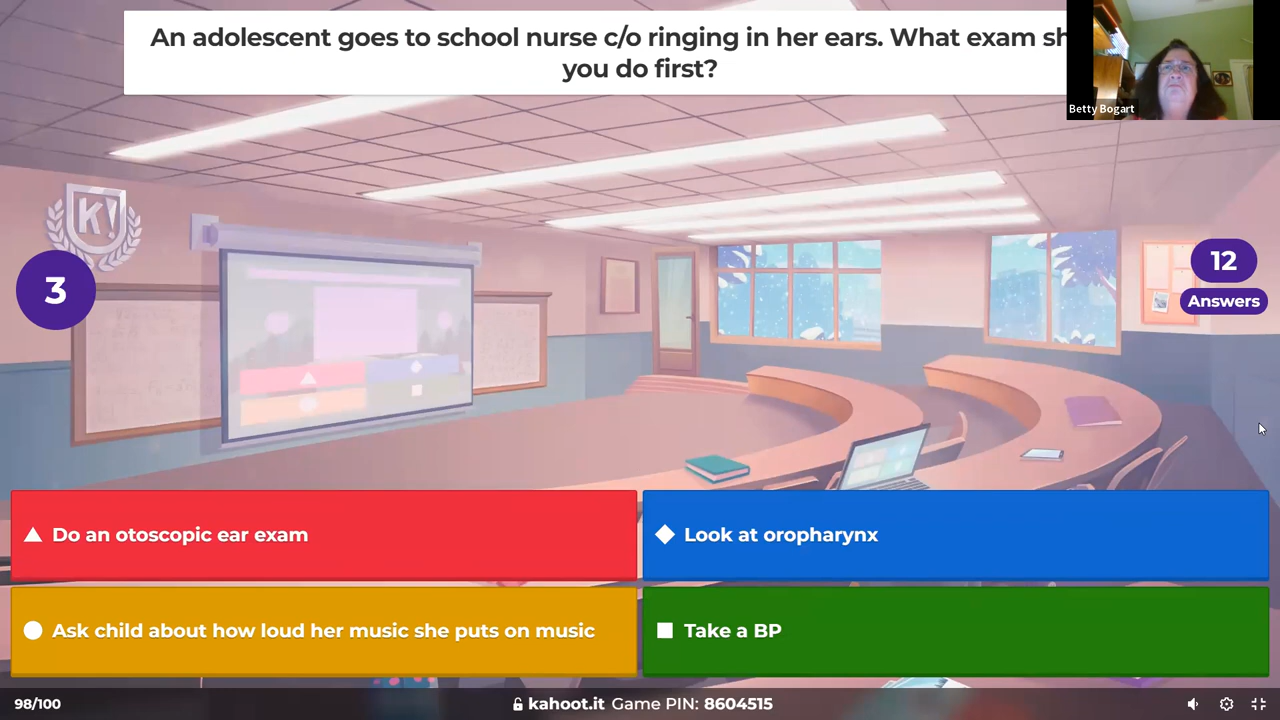 An adolescent goes to school nurse c/o ringing in her ears. What exam
you do first?
Betty Bogart
K!
3
12
Answers
Do an otoscopic ear exam
Look at oropharynx
Ask child about how loud her music she puts on music
Take a BP
98/100
kahoot.it Game PIN: 8604515